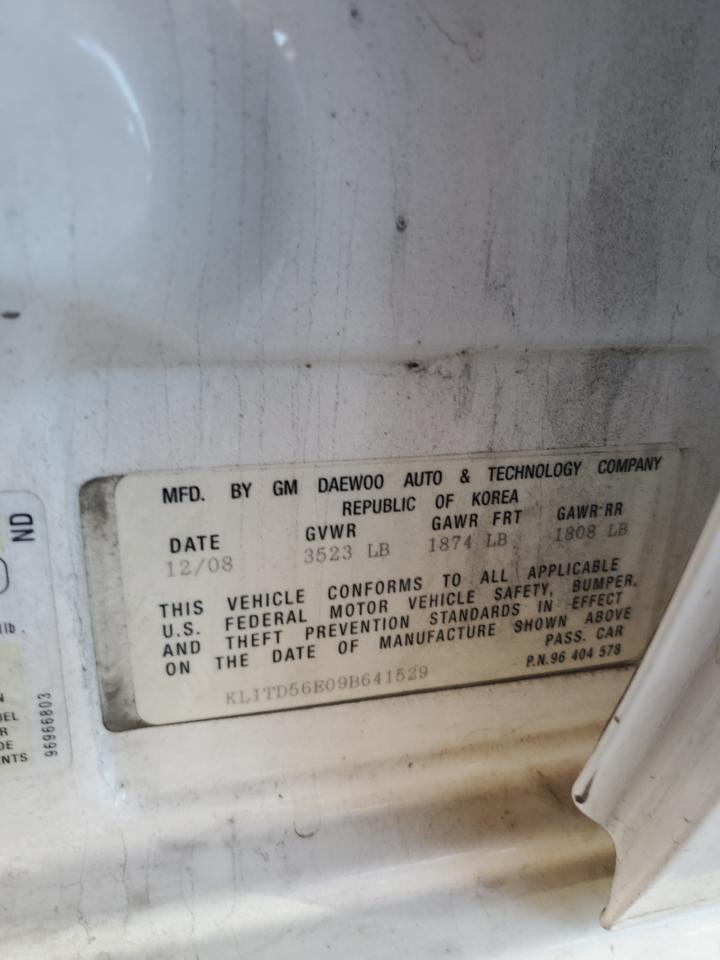 MFD. BY GM DAEWOO AUTO & TECHNOLOGY COMPANY
REPUBLIC OF KOREA
DATE GVWR GAWR FRT GAWR RR
12/08 3523 LB 1874 LB 1808 LB
THIS VEHICLE CONFORMS TO ALL APPLICABLE
U.S. FEDERAL MOTOR VEHICLE SAFETY, BUMPER,
AND THEFT PREVENTION STANDARDS IN EFFECT
ON THE DATE OF MANUFACTURE SHOWN ABOVE
PASS. CAR
KL1TD56E09B641529 P.N.96 404 578
ND
96966803